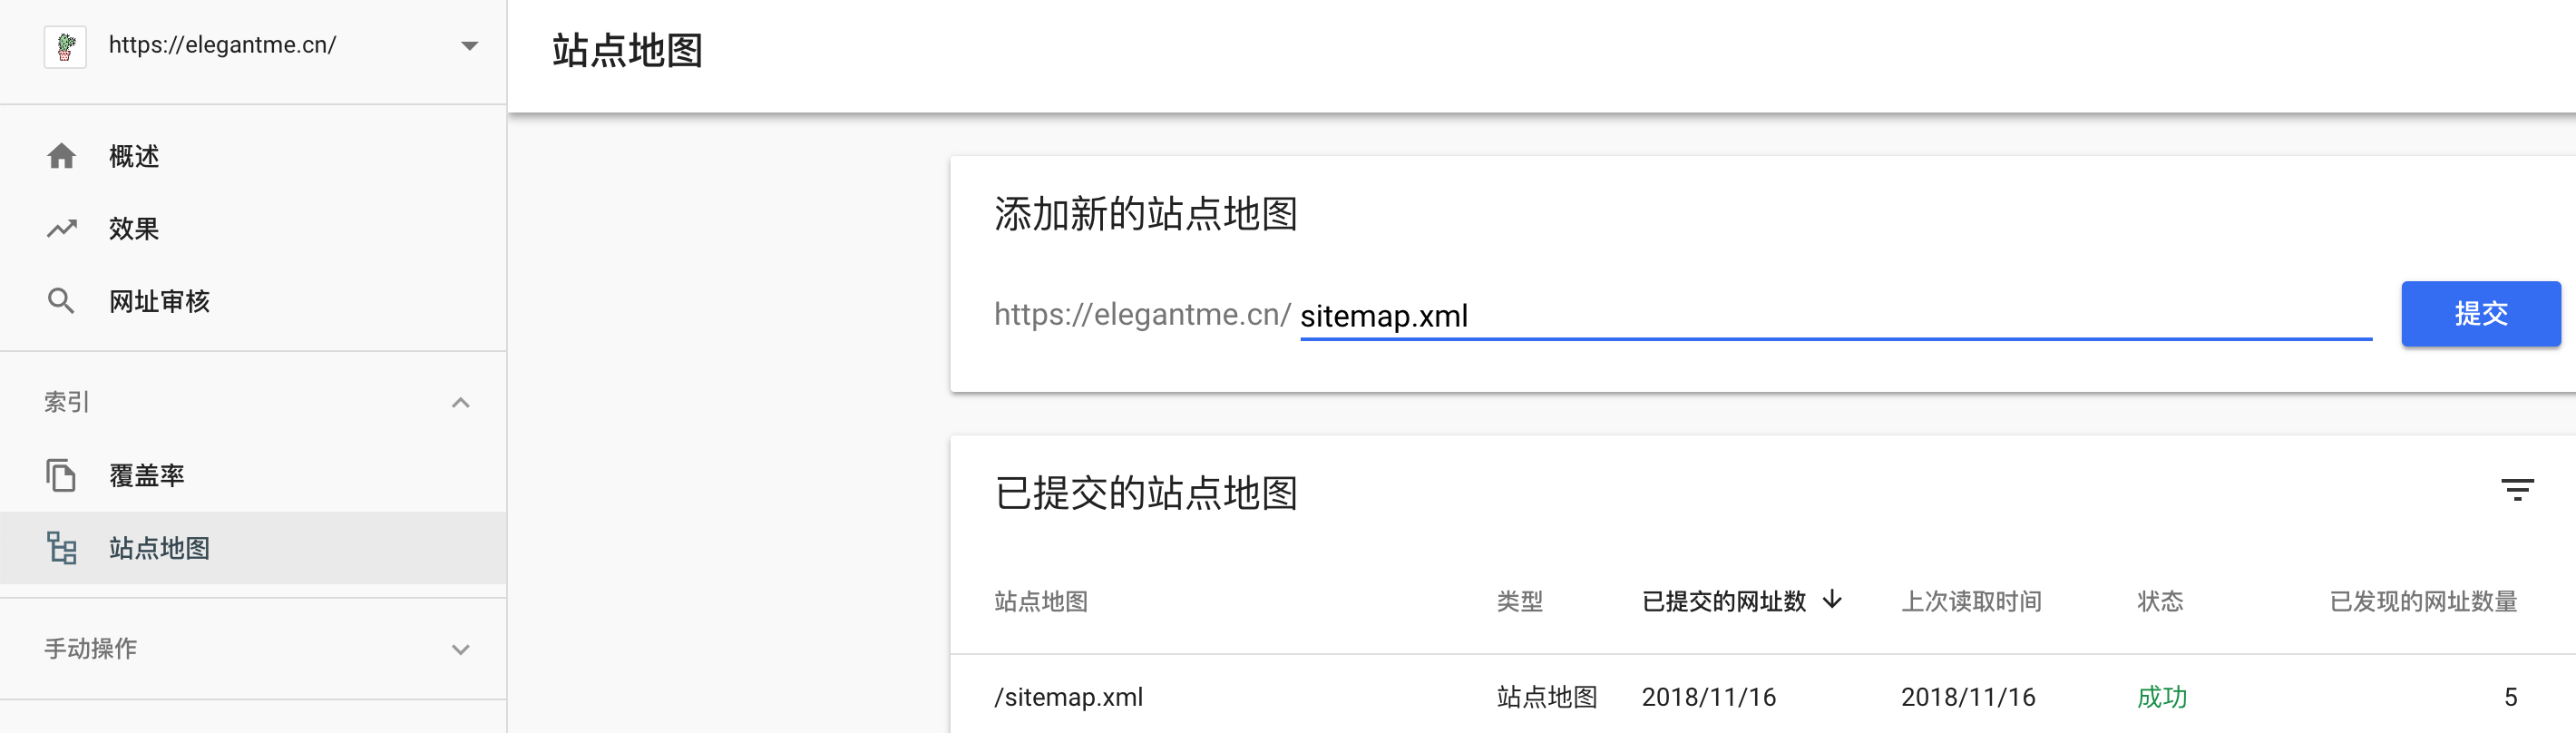 https://elegantme.cn/
概述
效果
网址审核
索引
覆盖率
站点地图
手动操作
站点地图
添加新的站点地图
https://elegantme.cn/ sitemap.xml
提交
已提交的站点地图
站点地图 类型 已提交的网址数 上次读取时间 状态 已发现的网址数量
/sitemap.xml 站点地图 2018/11/16 2018/11/16 成功 5